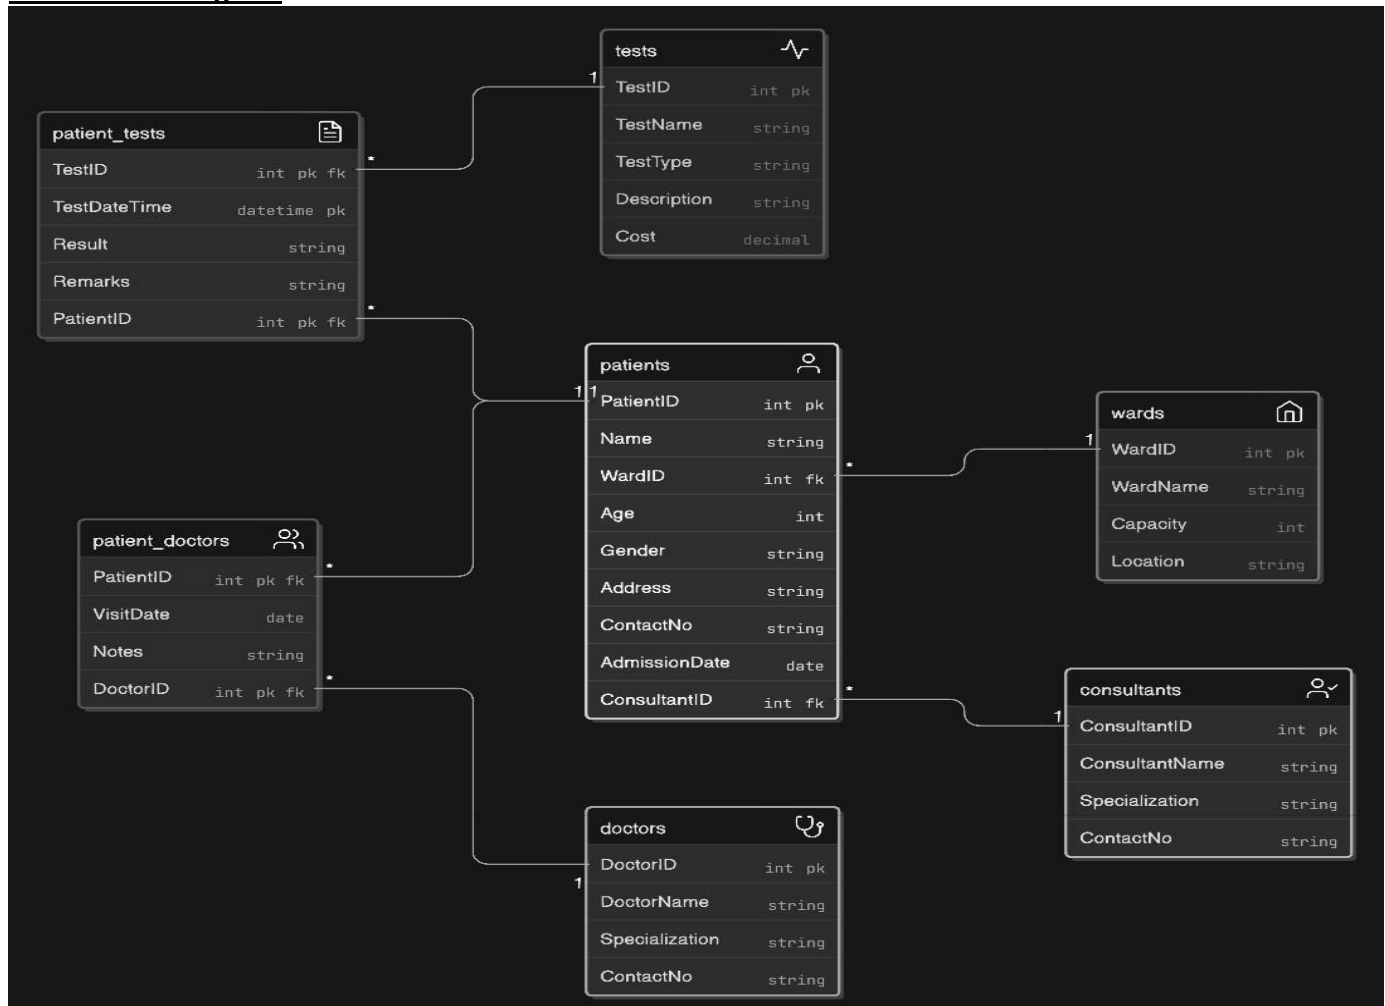 tests
1
TestID int pk
TestName string
TestType string
Description string
Cost decimal
patient_tests
TestID int pk fk *
TestDateTime datetime pk
Result string
Remarks string
PatientID int pk fk *
patients
1 1
PatientID int pk
Name string
WardID int fk *
Age int
Gender string
Address string
ContactNo string
AdmissionDate date
ConsultantID int fk *
wards
1
WardID int pk
WardName string
Capacity int
Location string
patient_doctors
PatientID int pk fk *
VisitDate date
Notes string
DoctorID int pk fk *
consultants
1
ConsultantID int pk
ConsultantName string
Specialization string
ContactNo string
doctors
DoctorID int pk
1
DoctorName string
Specialization string
ContactNo string